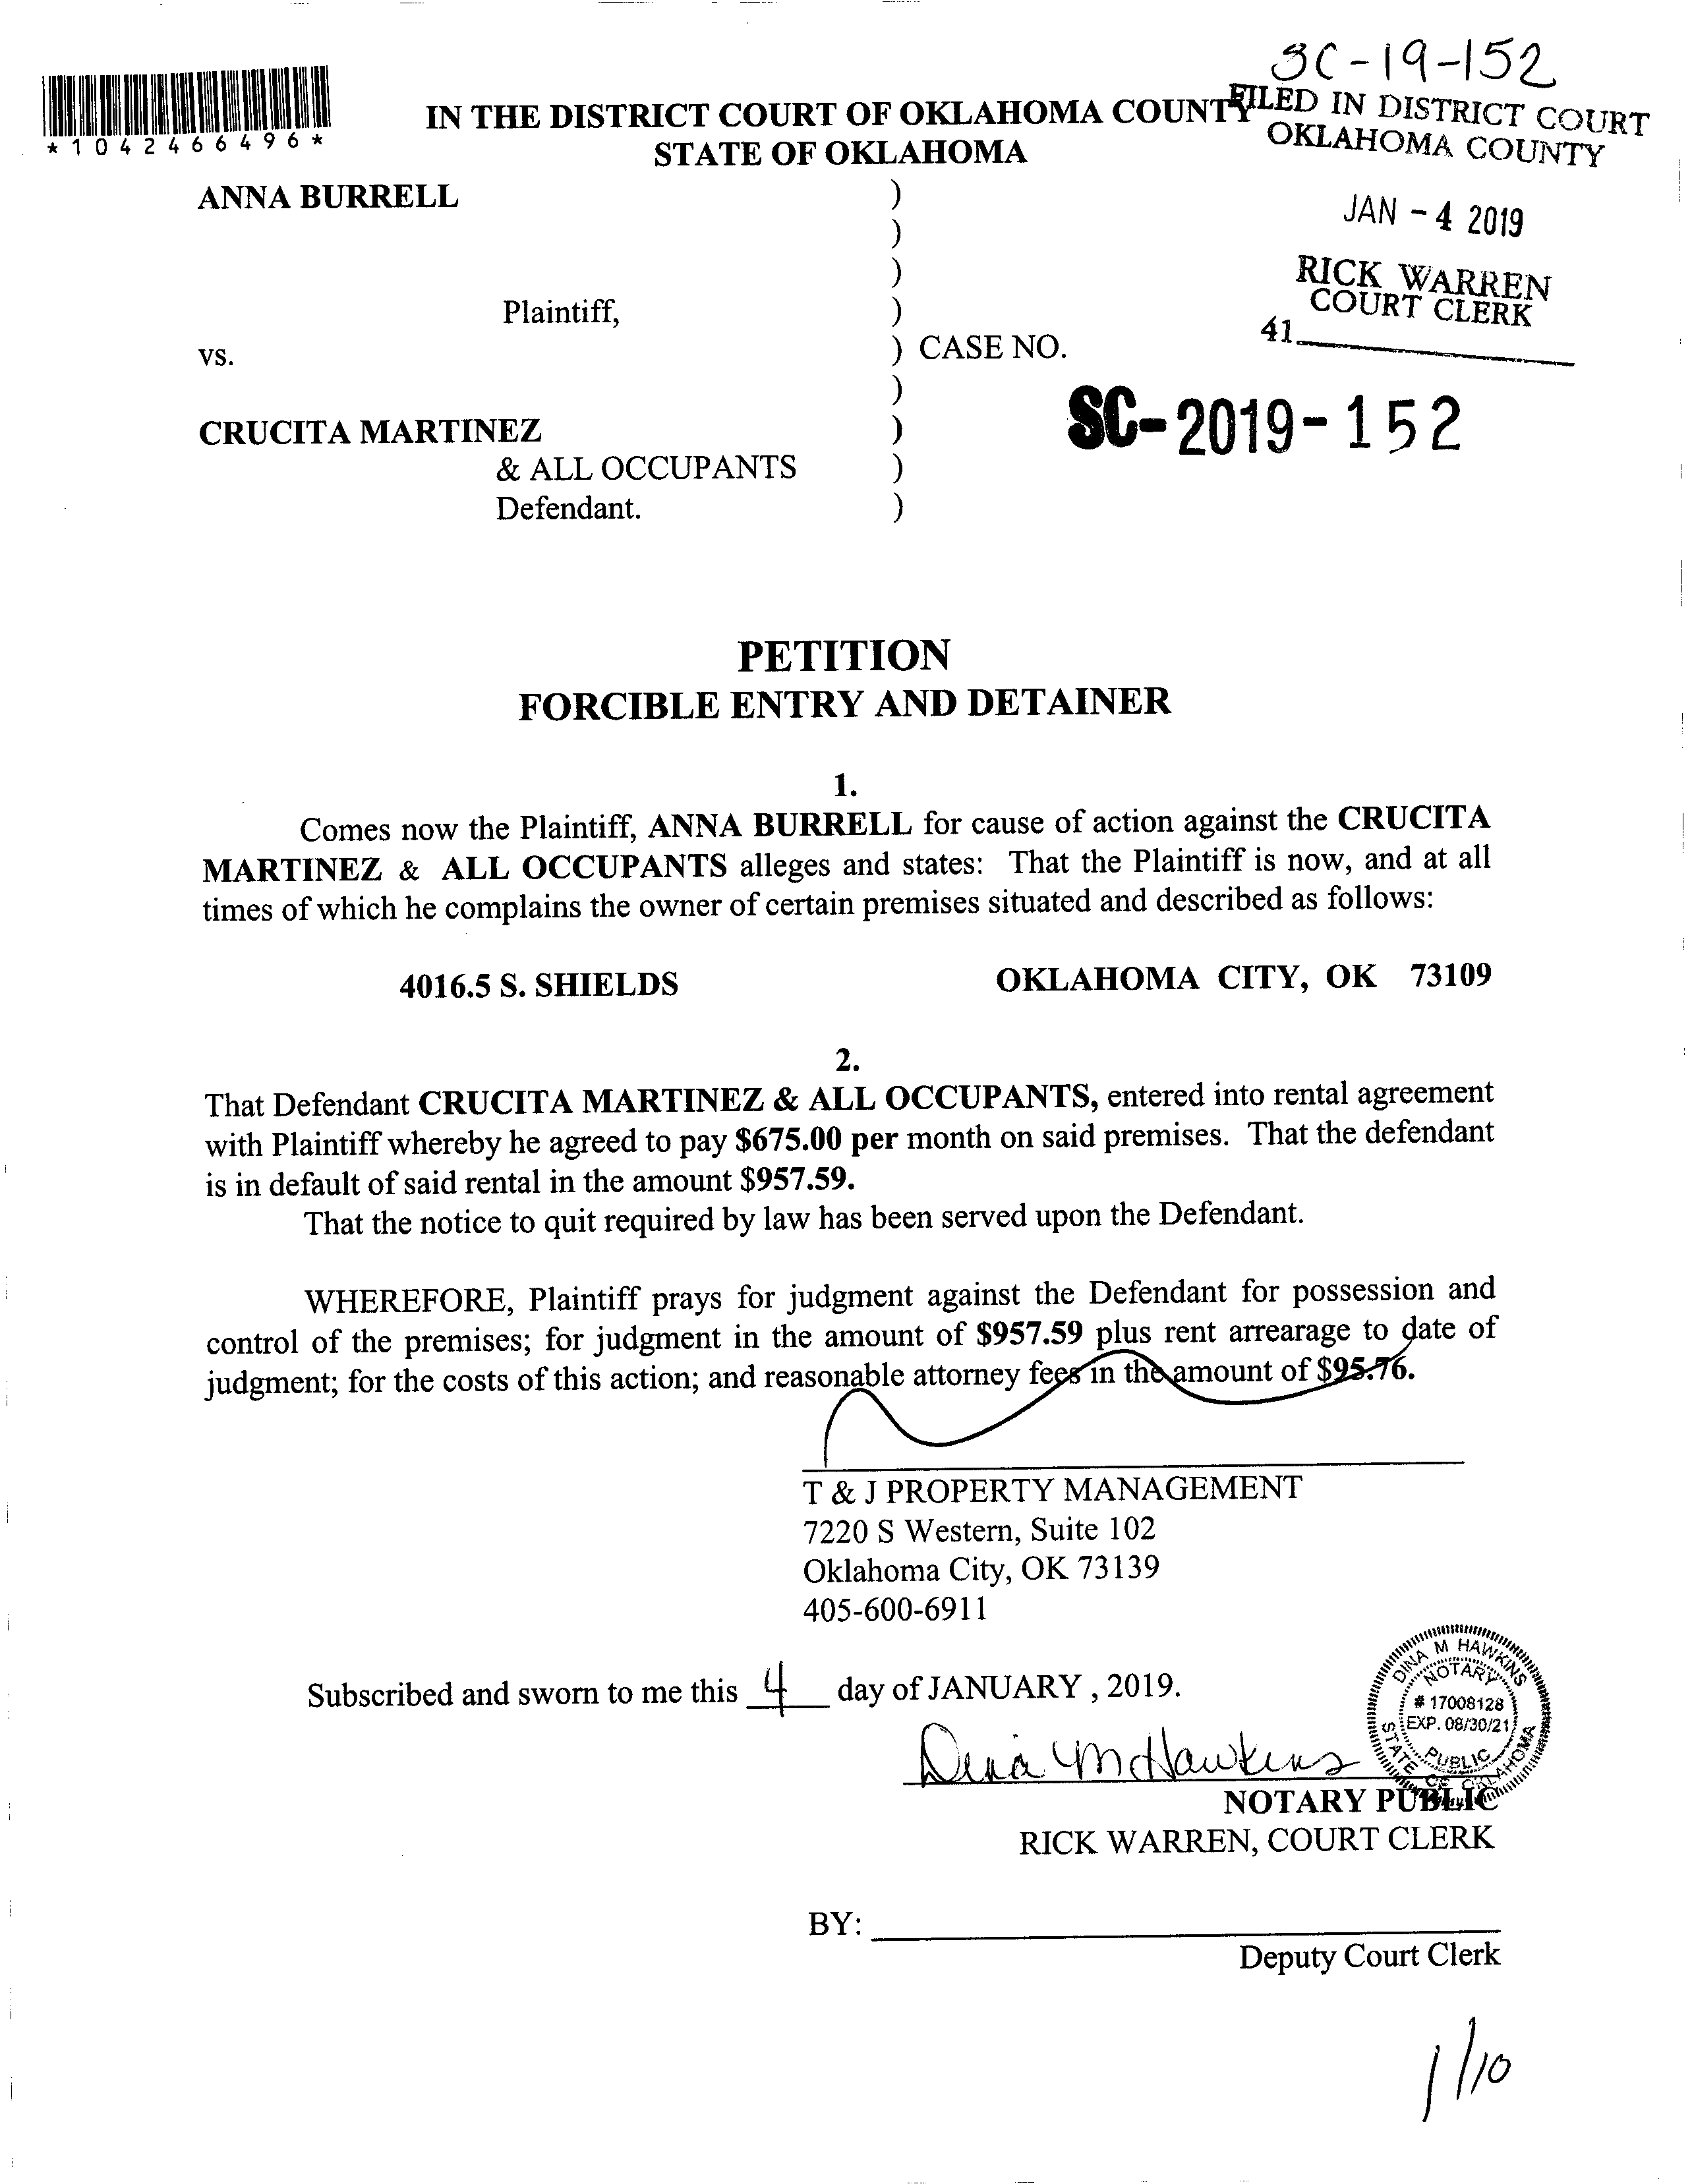 SC-19-152
*1042466496*
IN THE DISTRICT COURT OF OKLAHOMA COUNTY
STATE OF OKLAHOMA
FILED IN DISTRICT COURT
OKLAHOMA COUNTY
JAN -4 2019
RICK WARREN
COURT CLERK
41
ANNA BURRELL )
)
)
Plaintiff, )
vs. ) CASE NO.
)
SC-2019-152
CRUCITA MARTINEZ )
& ALL OCCUPANTS )
Defendant. )
PETITION
FORCIBLE ENTRY AND DETAINER
1.
Comes now the Plaintiff, ANNA BURRELL for cause of action against the CRUCITA
MARTINEZ & ALL OCCUPANTS alleges and states: That the Plaintiff is now, and at all
times of which he complains the owner of certain premises situated and described as follows:
4016.5 S. SHIELDS OKLAHOMA CITY, OK 73109
2.
That Defendant CRUCITA MARTINEZ & ALL OCCUPANTS, entered into rental agreement
with Plaintiff whereby he agreed to pay $675.00 per month on said premises. That the defendant
is in default of said rental in the amount $957.59.
That the notice to quit required by law has been served upon the Defendant.
WHEREFORE, Plaintiff prays for judgment against the Defendant for possession and
control of the premises; for judgment in the amount of $957.59 plus rent arrearage to date of
judgment; for the costs of this action; and reasonable attorney fees in the amount of $95.76.
T & J PROPERTY MANAGEMENT
7220 S Western, Suite 102
Oklahoma City, OK 73139
405-600-6911
Subscribed and sworn to me this 4 day of JANUARY , 2019.
DINA M HAWKINS
NOTARY
# 17008128
EXP. 08/30/21
PUBLIC
STATE OF OKLAHOMA
Dina M Hawkins
NOTARY PUBLIC
RICK WARREN, COURT CLERK
BY:
Deputy Court Clerk
1/10